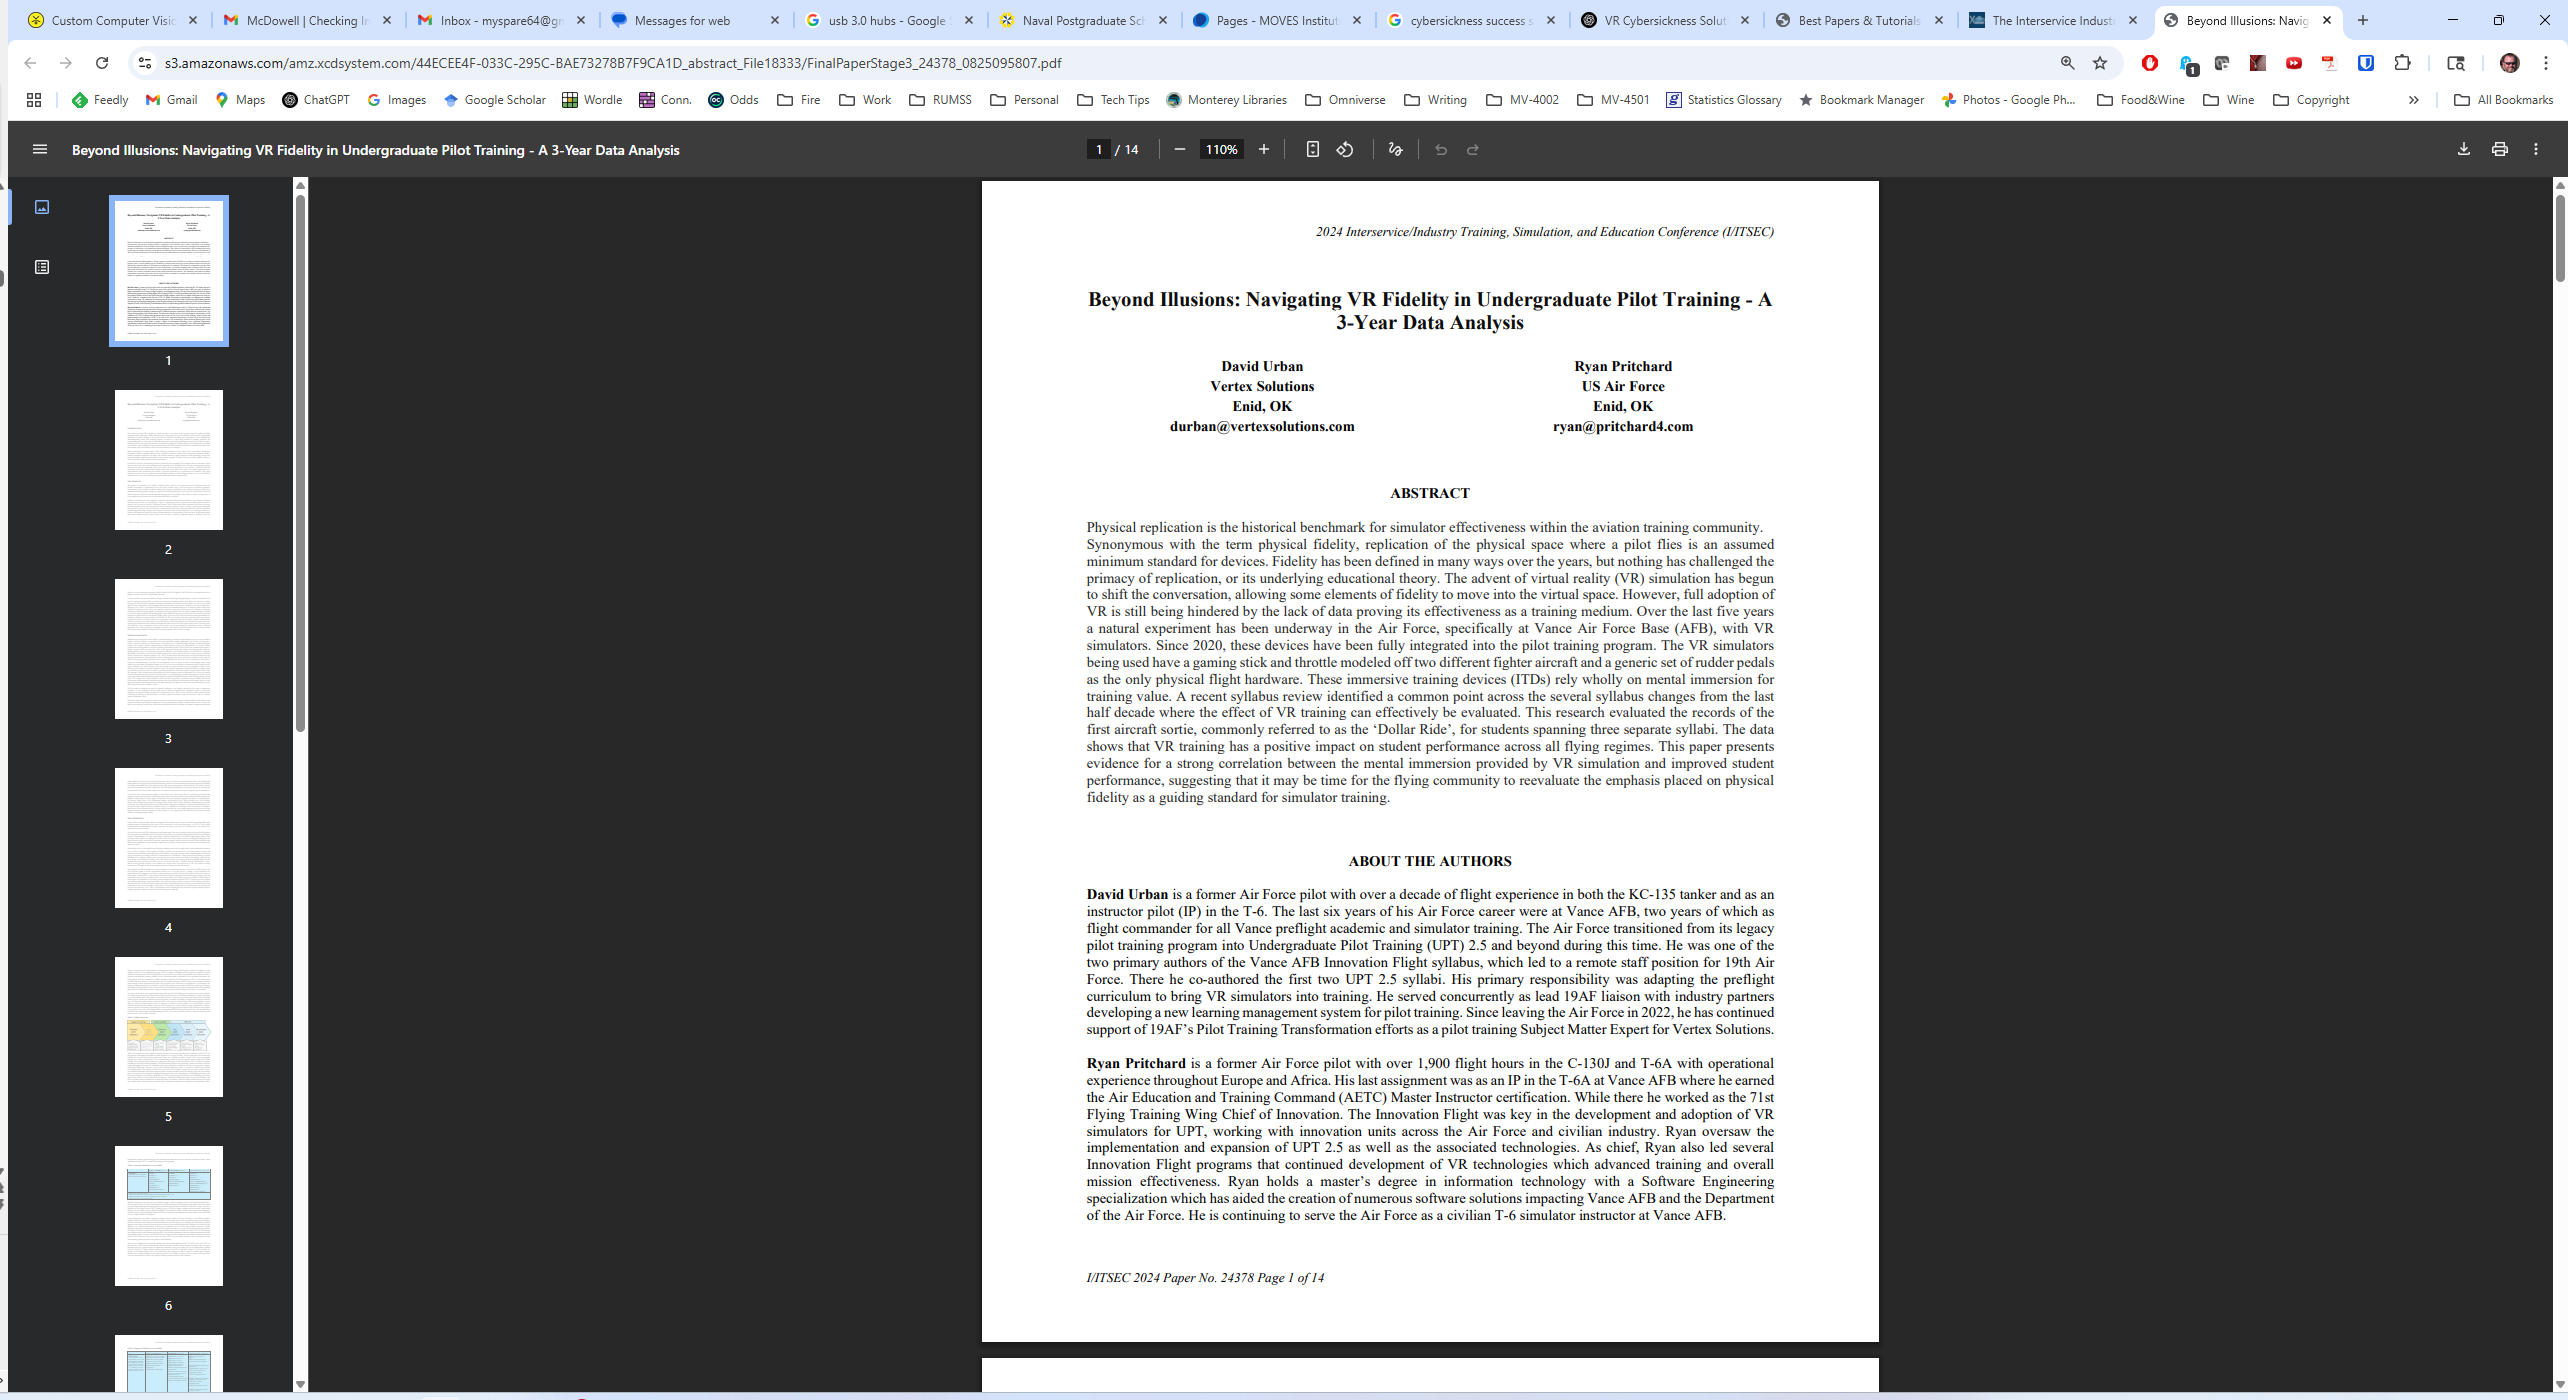 Custom Computer Visi
McDowell | Checking In
Inbox - myspare64@gm
Messages for web
usb 3.0 hubs - Google S
Naval Postgraduate Sch
Pages - MOVES Institut
cybersickness success s
VR Cybersickness Solut
Best Papers & Tutorials
The Interservice Industr
Beyond Illusions: Navig
s3.amazonaws.com/amz.xcdsystem.com/44ECEE4F-033C-295C-BAE73278B7F9CA1D_abstract_File18333/FinalPaperStage3_24378_0825095807.pdf
1
Feedly
Gmail
Maps
ChatGPT
Images
Google Scholar
Wordle
Conn.
Odds
Fire
Work
RUMSS
Personal
Tech Tips
Monterey Libraries
Omniverse
Writing
MV-4002
MV-4501
Statistics Glossary
Bookmark Manager
Photos - Google Ph...
Food&Wine
Wine
Copyright
All Bookmarks
Beyond Illusions: Navigating VR Fidelity in Undergraduate Pilot Training - A 3-Year Data Analysis
1 / 14
110%
1
2
3
4
5
6
2024 Interservice/Industry Training, Simulation, and Education Conference (I/ITSEC)
Beyond Illusions: Navigating VR Fidelity in Undergraduate Pilot Training - A
3-Year Data Analysis
David Urban
Vertex Solutions
Enid, OK
durban@vertexsolutions.com
Ryan Pritchard
US Air Force
Enid, OK
ryan@pritchard4.com
ABSTRACT
Physical replication is the historical benchmark for simulator effectiveness within the aviation training community.
Synonymous with the term physical fidelity, replication of the physical space where a pilot flies is an assumed
minimum standard for devices. Fidelity has been defined in many ways over the years, but nothing has challenged the
primacy of replication, or its underlying educational theory. The advent of virtual reality (VR) simulation has begun
to shift the conversation, allowing some elements of fidelity to move into the virtual space. However, full adoption of
VR is still being hindered by the lack of data proving its effectiveness as a training medium. Over the last five years
a natural experiment has been underway in the Air Force, specifically at Vance Air Force Base (AFB), with VR
simulators. Since 2020, these devices have been fully integrated into the pilot training program. The VR simulators
being used have a gaming stick and throttle modeled off two different fighter aircraft and a generic set of rudder pedals
as the only physical flight hardware. These immersive training devices (ITDs) rely wholly on mental immersion for
training value. A recent syllabus review identified a common point across the several syllabus changes from the last
half decade where the effect of VR training can effectively be evaluated. This research evaluated the records of the
first aircraft sortie, commonly referred to as the ‘Dollar Ride’, for students spanning three separate syllabi. The data
shows that VR training has a positive impact on student performance across all flying regimes. This paper presents
evidence for a strong correlation between the mental immersion provided by VR simulation and improved student
performance, suggesting that it may be time for the flying community to reevaluate the emphasis placed on physical
fidelity as a guiding standard for simulator training.
ABOUT THE AUTHORS
David Urban is a former Air Force pilot with over a decade of flight experience in both the KC-135 tanker and as an
instructor pilot (IP) in the T-6. The last six years of his Air Force career were at Vance AFB, two years of which as
flight commander for all Vance preflight academic and simulator training. The Air Force transitioned from its legacy
pilot training program into Undergraduate Pilot Training (UPT) 2.5 and beyond during this time. He was one of the
two primary authors of the Vance AFB Innovation Flight syllabus, which led to a remote staff position for 19th Air
Force. There he co-authored the first two UPT 2.5 syllabi. His primary responsibility was adapting the preflight
curriculum to bring VR simulators into training. He served concurrently as lead 19AF liaison with industry partners
developing a new learning management system for pilot training. Since leaving the Air Force in 2022, he has continued
support of 19AF’s Pilot Training Transformation efforts as a pilot training Subject Matter Expert for Vertex Solutions.
Ryan Pritchard is a former Air Force pilot with over 1,900 flight hours in the C-130J and T-6A with operational
experience throughout Europe and Africa. His last assignment was as an IP in the T-6A at Vance AFB where he earned
the Air Education and Training Command (AETC) Master Instructor certification. While there he worked as the 71st
Flying Training Wing Chief of Innovation. The Innovation Flight was key in the development and adoption of VR
simulators for UPT, working with innovation units across the Air Force and civilian industry. Ryan oversaw the
implementation and expansion of UPT 2.5 as well as the associated technologies. As chief, Ryan also led several
Innovation Flight programs that continued development of VR technologies which advanced training and overall
mission effectiveness. Ryan holds a master’s degree in information technology with a Software Engineering
specialization which has aided the creation of numerous software solutions impacting Vance AFB and the Department
of the Air Force. He is continuing to serve the Air Force as a civilian T-6 simulator instructor at Vance AFB.
I/ITSEC 2024 Paper No. 24378 Page 1 of 14